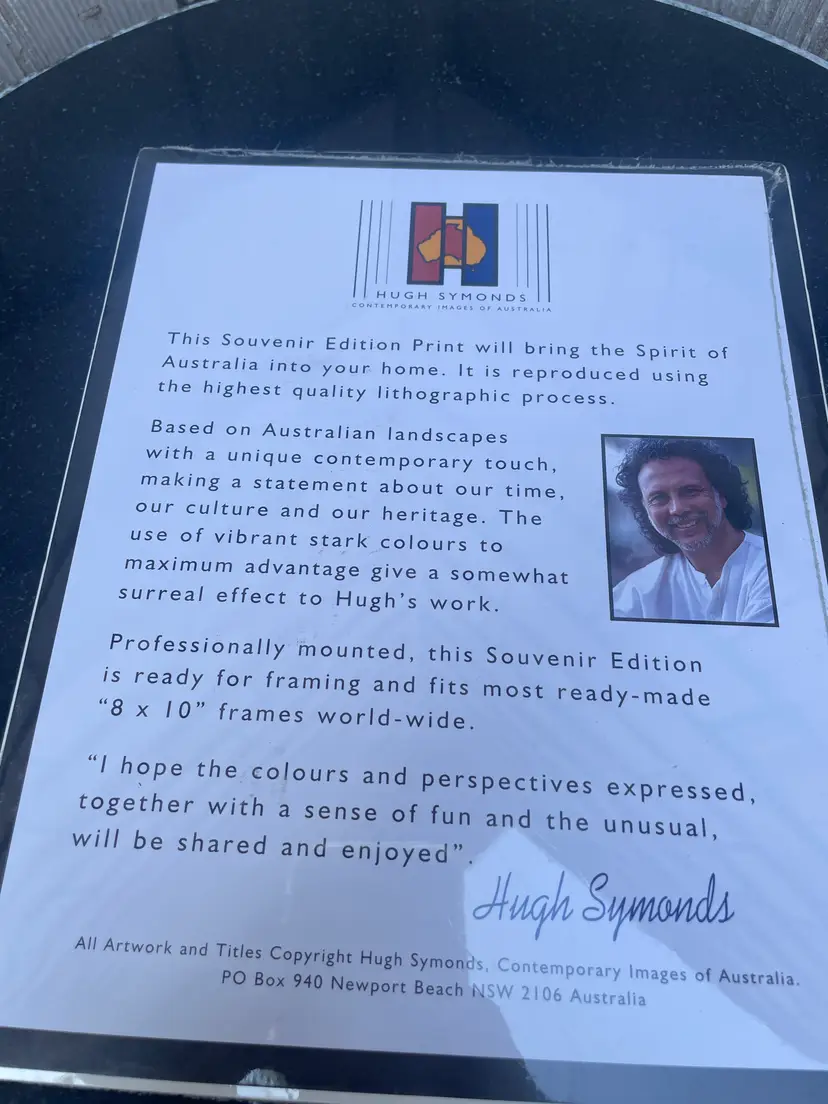 HUGH SYMONDS
CONTEMPORARY IMAGES OF AUSTRALIA
This Souvenir Edition Print will bring the Spirit of
Australia into your home. It is reproduced using
the highest quality lithographic process.
Based on Australian landscapes
with a unique contemporary touch,
making a statement about our time,
our culture and our heritage. The
use of vibrant stark colours to
maximum advantage give a somewhat
surreal effect to Hugh's work.
Professionally mounted, this Souvenir Edition
is ready for framing and fits most ready-made
“8 x 10” frames world-wide.
“I hope the colours and perspectives expressed,
together with a sense of fun and the unusual,
will be shared and enjoyed”.
Hugh Symonds
All Artwork and Titles Copyright Hugh Symonds, Contemporary Images of Australia.
PO Box 940 Newport Beach NSW 2106 Australia